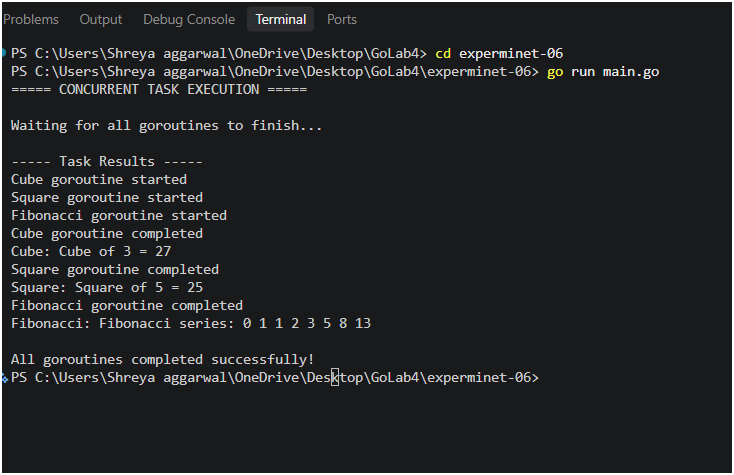 Problems Output Debug Console Terminal Ports
PS C:\Users\Shreya aggarwal\OneDrive\Desktop\GoLab4> cd experminet-06
PS C:\Users\Shreya aggarwal\OneDrive\Desktop\GoLab4\experminet-06> go run main.go
===== CONCURRENT TASK EXECUTION =====
Waiting for all goroutines to finish...
----- Task Results -----
Cube goroutine started
Square goroutine started
Fibonacci goroutine started
Cube goroutine completed
Cube: Cube of 3 = 27
Square goroutine completed
Square: Square of 5 = 25
Fibonacci goroutine completed
Fibonacci: Fibonacci series: 0 1 1 2 3 5 8 13
All goroutines completed successfully!
PS C:\Users\Shreya aggarwal\OneDrive\Desktop\GoLab4\experminet-06>